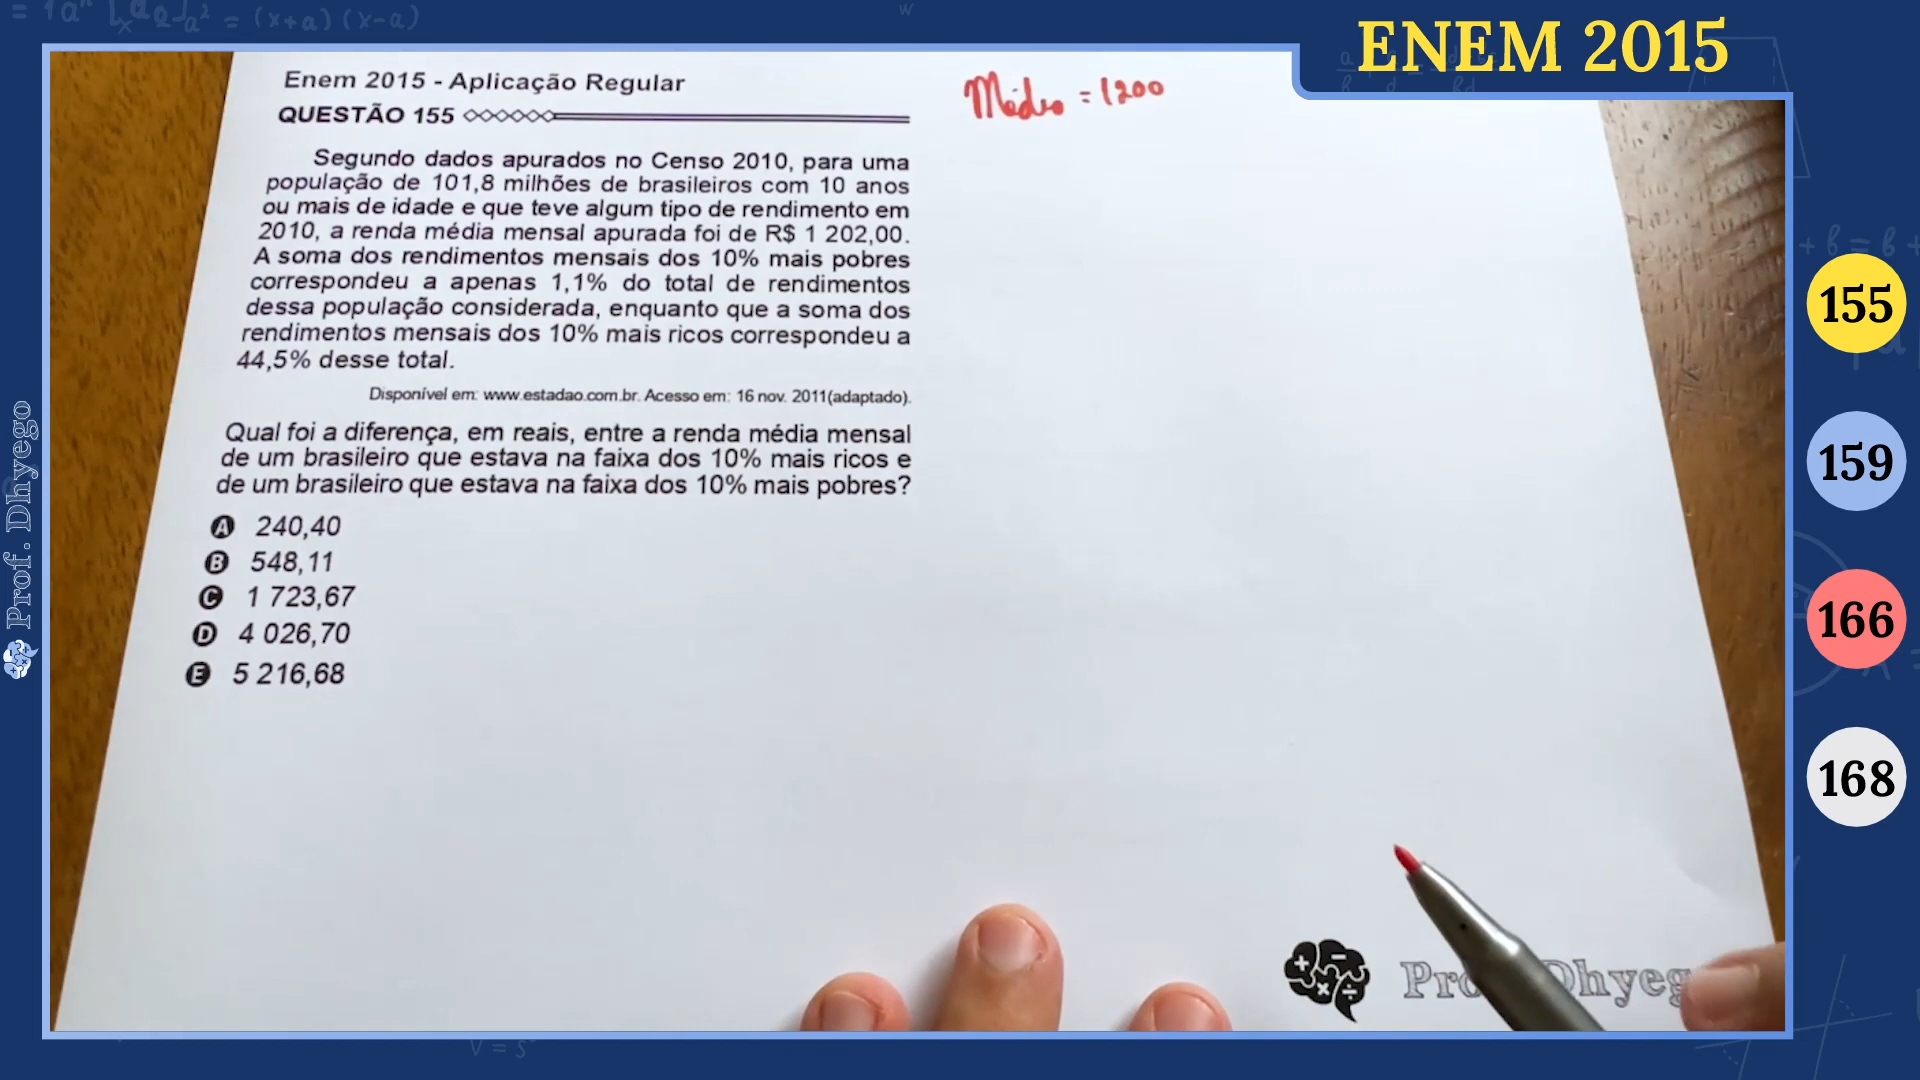 ENEM 2015
Enem 2015 - Aplicação Regular
QUESTÃO 155
Média = 1200
Segundo dados apurados no Censo 2010, para uma
população de 101,8 milhões de brasileiros com 10 anos
ou mais de idade e que teve algum tipo de rendimento em
2010, a renda média mensal apurada foi de R$ 1 202,00.
A soma dos rendimentos mensais dos 10% mais pobres
correspondeu a apenas 1,1% do total de rendimentos
dessa população considerada, enquanto que a soma dos
rendimentos mensais dos 10% mais ricos correspondeu a
44,5% desse total.
Disponível em: www.estadao.com.br. Acesso em: 16 nov. 2011(adaptado).
Qual foi a diferença, em reais, entre a renda média mensal
de um brasileiro que estava na faixa dos 10% mais ricos e
de um brasileiro que estava na faixa dos 10% mais pobres?
A 240,40
B 548,11
C 1 723,67
D 4 026,70
E 5 216,68
155
159
166
168
Prof. Dhyego
= (x+a) (x-a)